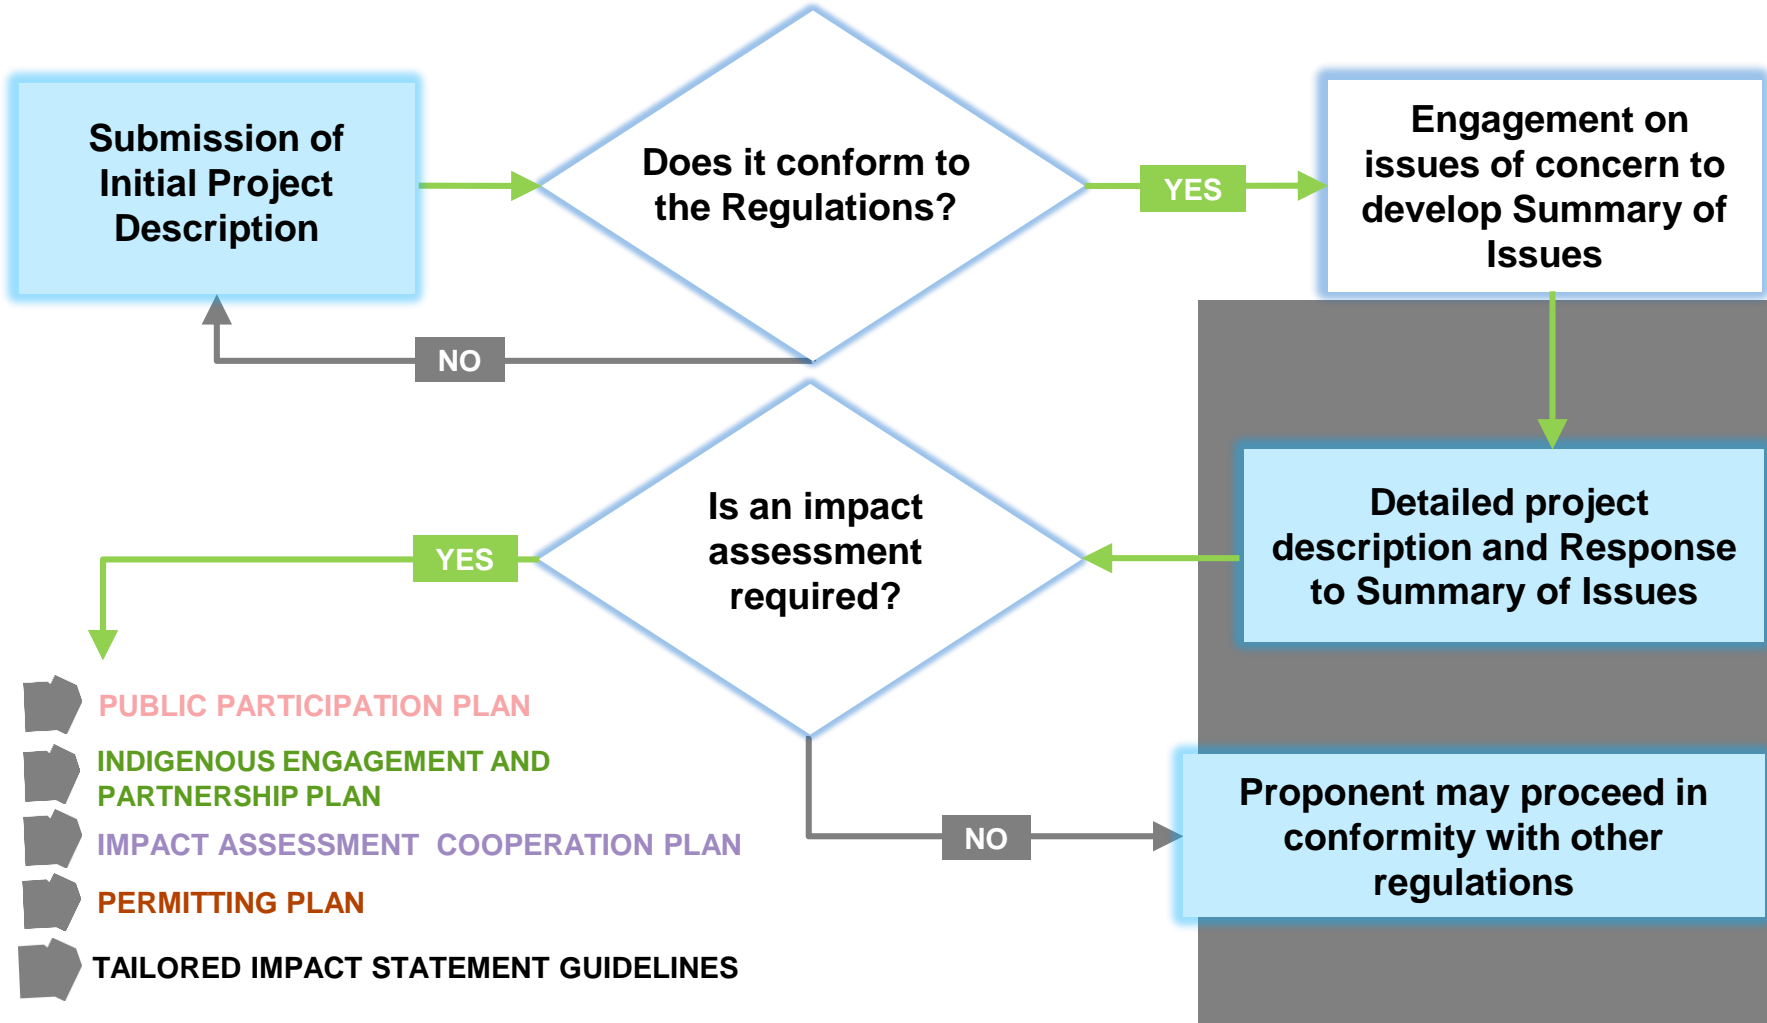 Submission of
Initial Project
Description
Does it conform to
the Regulations?
YES
Engagement on
issues of concern to
develop Summary of
Issues
NO
Is an impact
assessment
required?
YES
Detailed project
description and Response
to Summary of Issues
PUBLIC PARTICIPATION PLAN
INDIGENOUS ENGAGEMENT AND
PARTNERSHIP PLAN
IMPACT ASSESSMENT COOPERATION PLAN
PERMITTING PLAN
TAILORED IMPACT STATEMENT GUIDELINES
NO
Proponent may proceed in
conformity with other
regulations